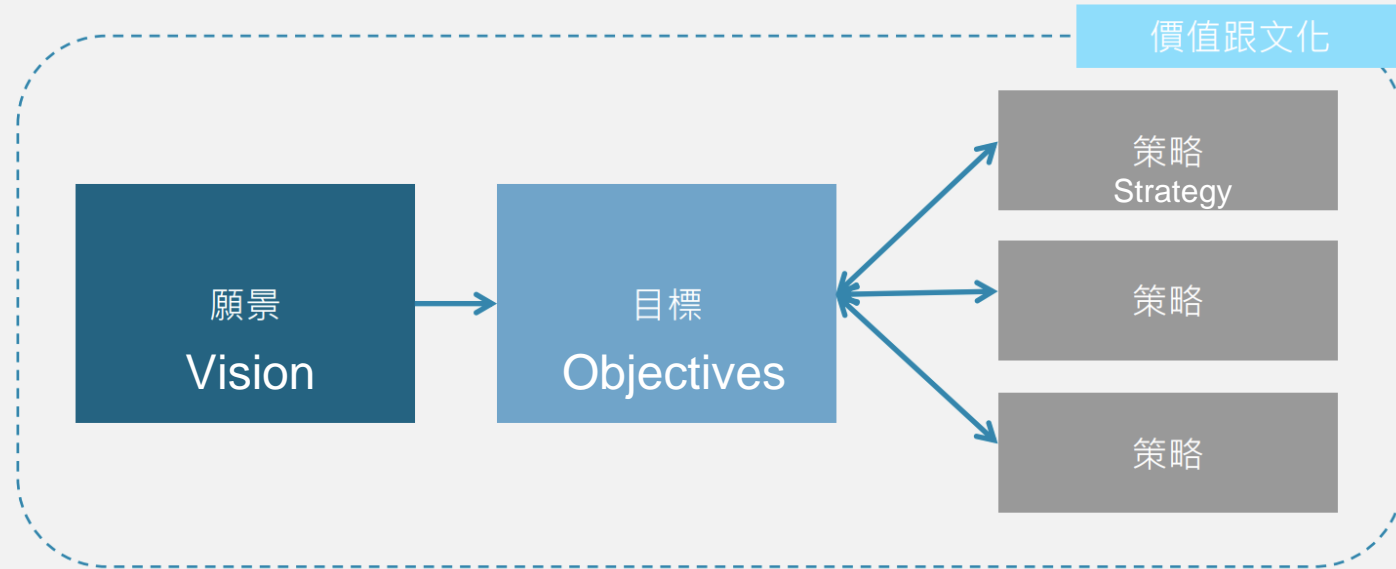 價值跟文化
願景
Vision
目標
Objectives
策略
Strategy
策略
策略